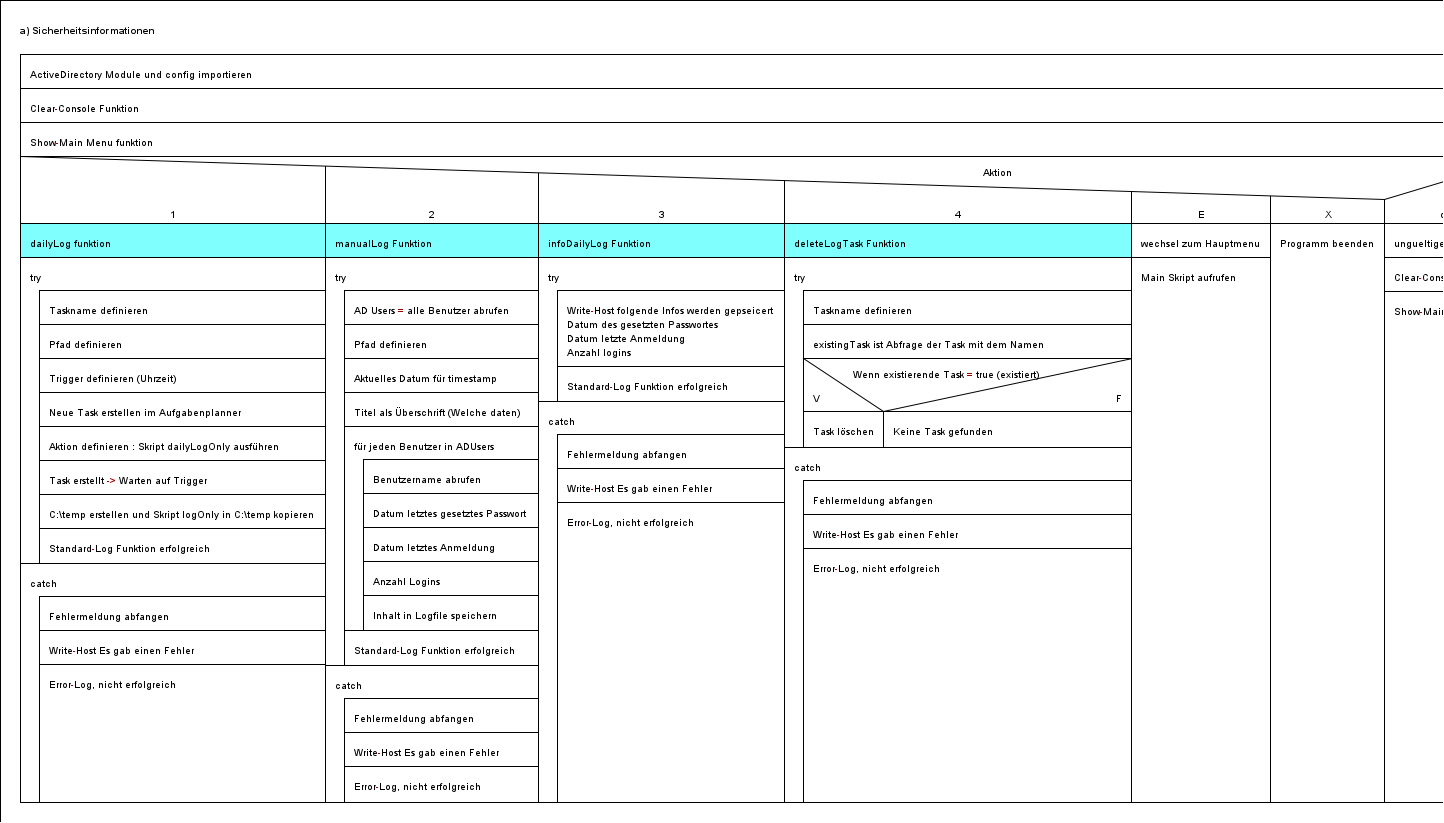 a) Sicherheitsinformationen
ActiveDirectory Module und config importieren
Clear-Console Funktion
Show-Main Menu funktion
Aktion
1
2
3
4
E
X
dailyLog funktion
try
Taskname definieren
Pfad definieren
Trigger definieren (Uhrzeit)
Neue Task erstellen im Aufgabenplanner
Aktion definieren : Skript dailyLogOnly ausführen
Task erstellt -> Warten auf Trigger
C:\temp erstellen und Skript logOnly in C:\temp kopieren
Standard-Log Funktion erfolgreich
catch
Fehlermeldung abfangen
Write-Host Es gab einen Fehler
Error-Log, nicht erfolgreich
manualLog Funktion
try
AD Users = alle Benutzer abrufen
Pfad definieren
Aktuelles Datum für timestamp
Titel als Überschrift (Welche daten)
für jeden Benutzer in ADUsers
Benutzername abrufen
Datum letztes gesetztes Passwort
Datum letztes Anmeldung
Anzahl Logins
Inhalt in Logfile speichern
Standard-Log Funktion erfolgreich
catch
Fehlermeldung abfangen
Write-Host Es gab einen Fehler
Error-Log, nicht erfolgreich
infoDailyLog Funktion
try
Write-Host folgende Infos werden gepseicert
Datum des gesetzten Passwortes
Datum letzte Anmeldung
Anzahl logins
Standard-Log Funktion erfolgreich
catch
Fehlermeldung abfangen
Write-Host Es gab einen Fehler
Error-Log, nicht erfolgreich
deleteLogTask Funktion
try
Taskname definieren
existingTask ist Abfrage der Task mit dem Namen
Wenn existierende Task = true (existiert)
V
F
Task löschen
Keine Task gefunden
catch
Fehlermeldung abfangen
Write-Host Es gab einen Fehler
Error-Log, nicht erfolgreich
wechsel zum Hauptmenu
Main Skript aufrufen
Programm beenden
ungueltige
Clear-Cons
Show-Main